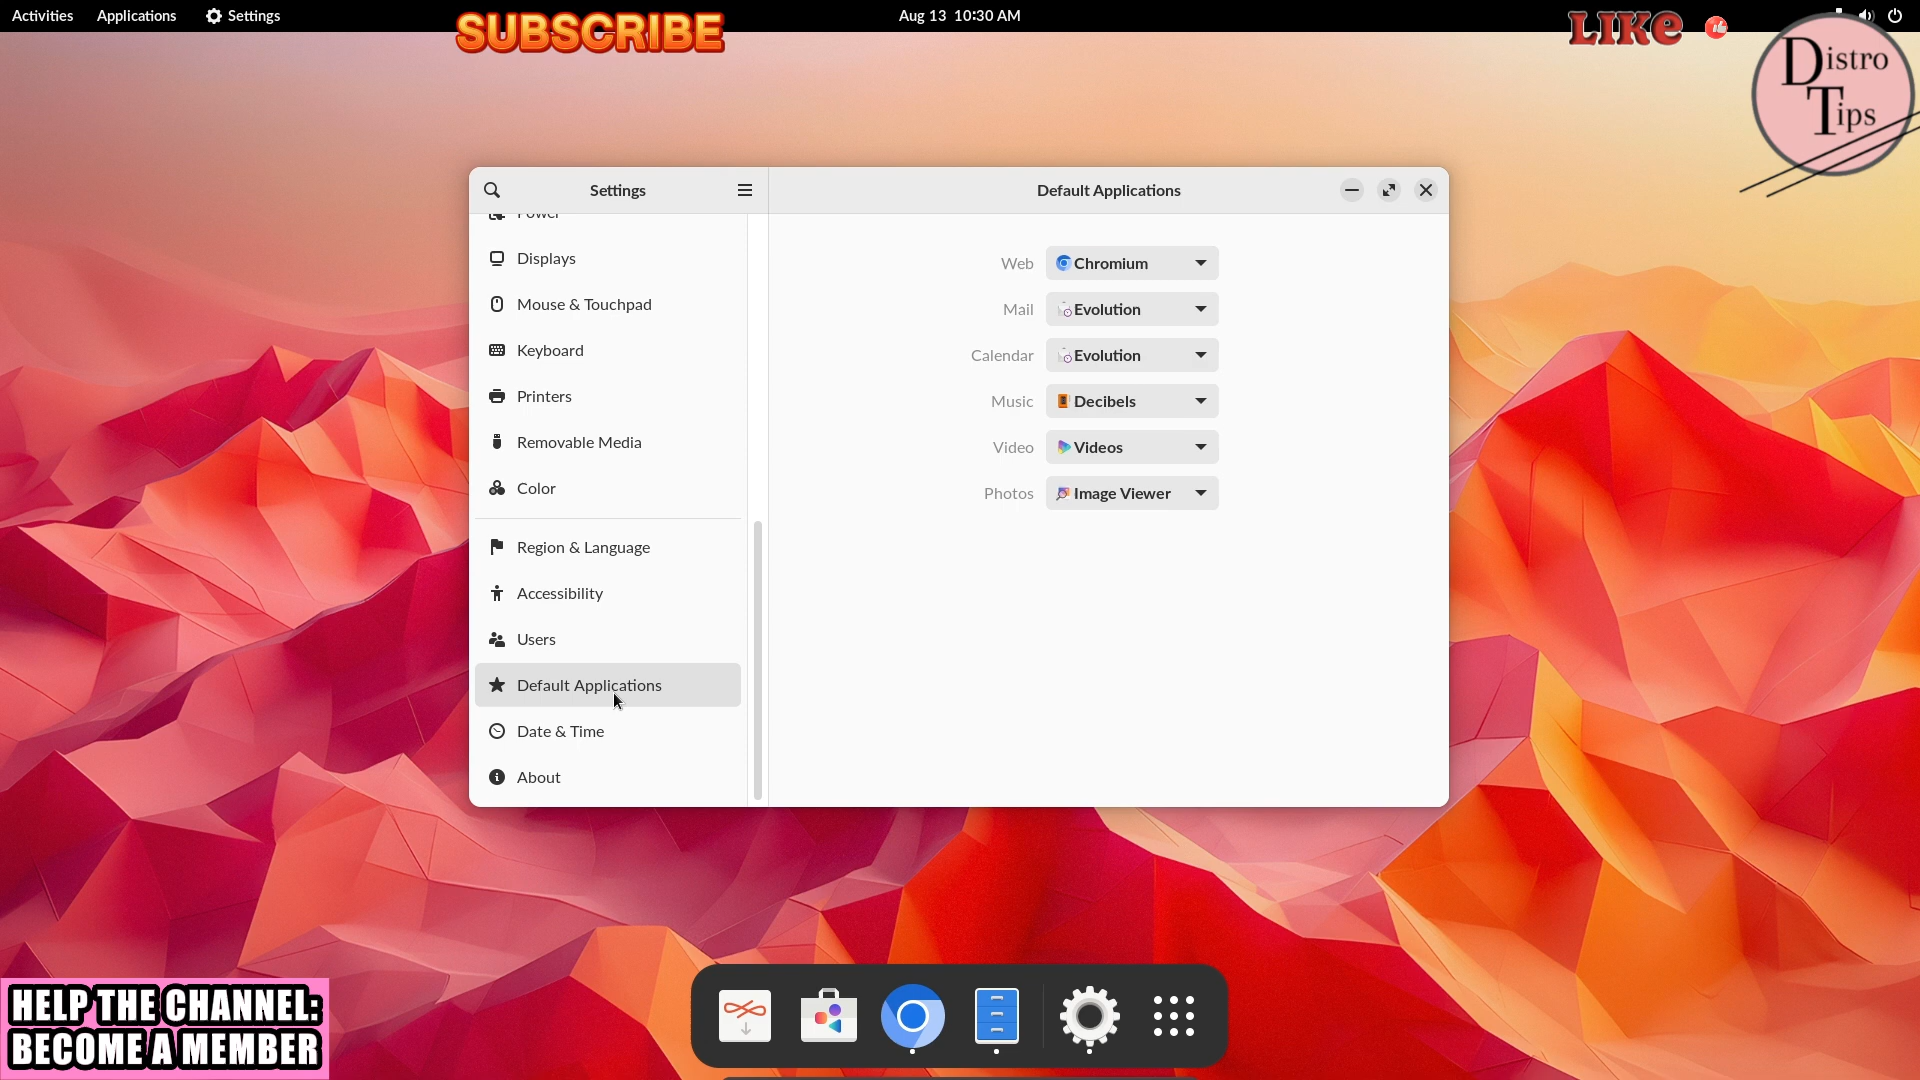 Activities Applications Settings
SUBSCRIBE
Aug 13 10:30 AM
LIKe
Distro
Tips
Settings
Default Applications
Power
Displays
Mouse & Touchpad
Keyboard
Printers
Removable Media
Color
Region & Language
Accessibility
Users
Default Applications
Date & Time
About
Web Chromium
Mail Evolution
Calendar Evolution
Music Decibels
Video Videos
Photos Image Viewer
HELP THE CHANNEL:
BECOME A MEMBER